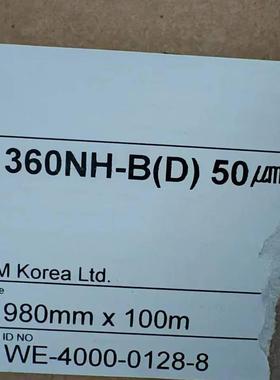 360NH-B(D) 50㎛
M Korea Ltd.
e
980mm x 100m
ID NO
WE-4000-0128-8